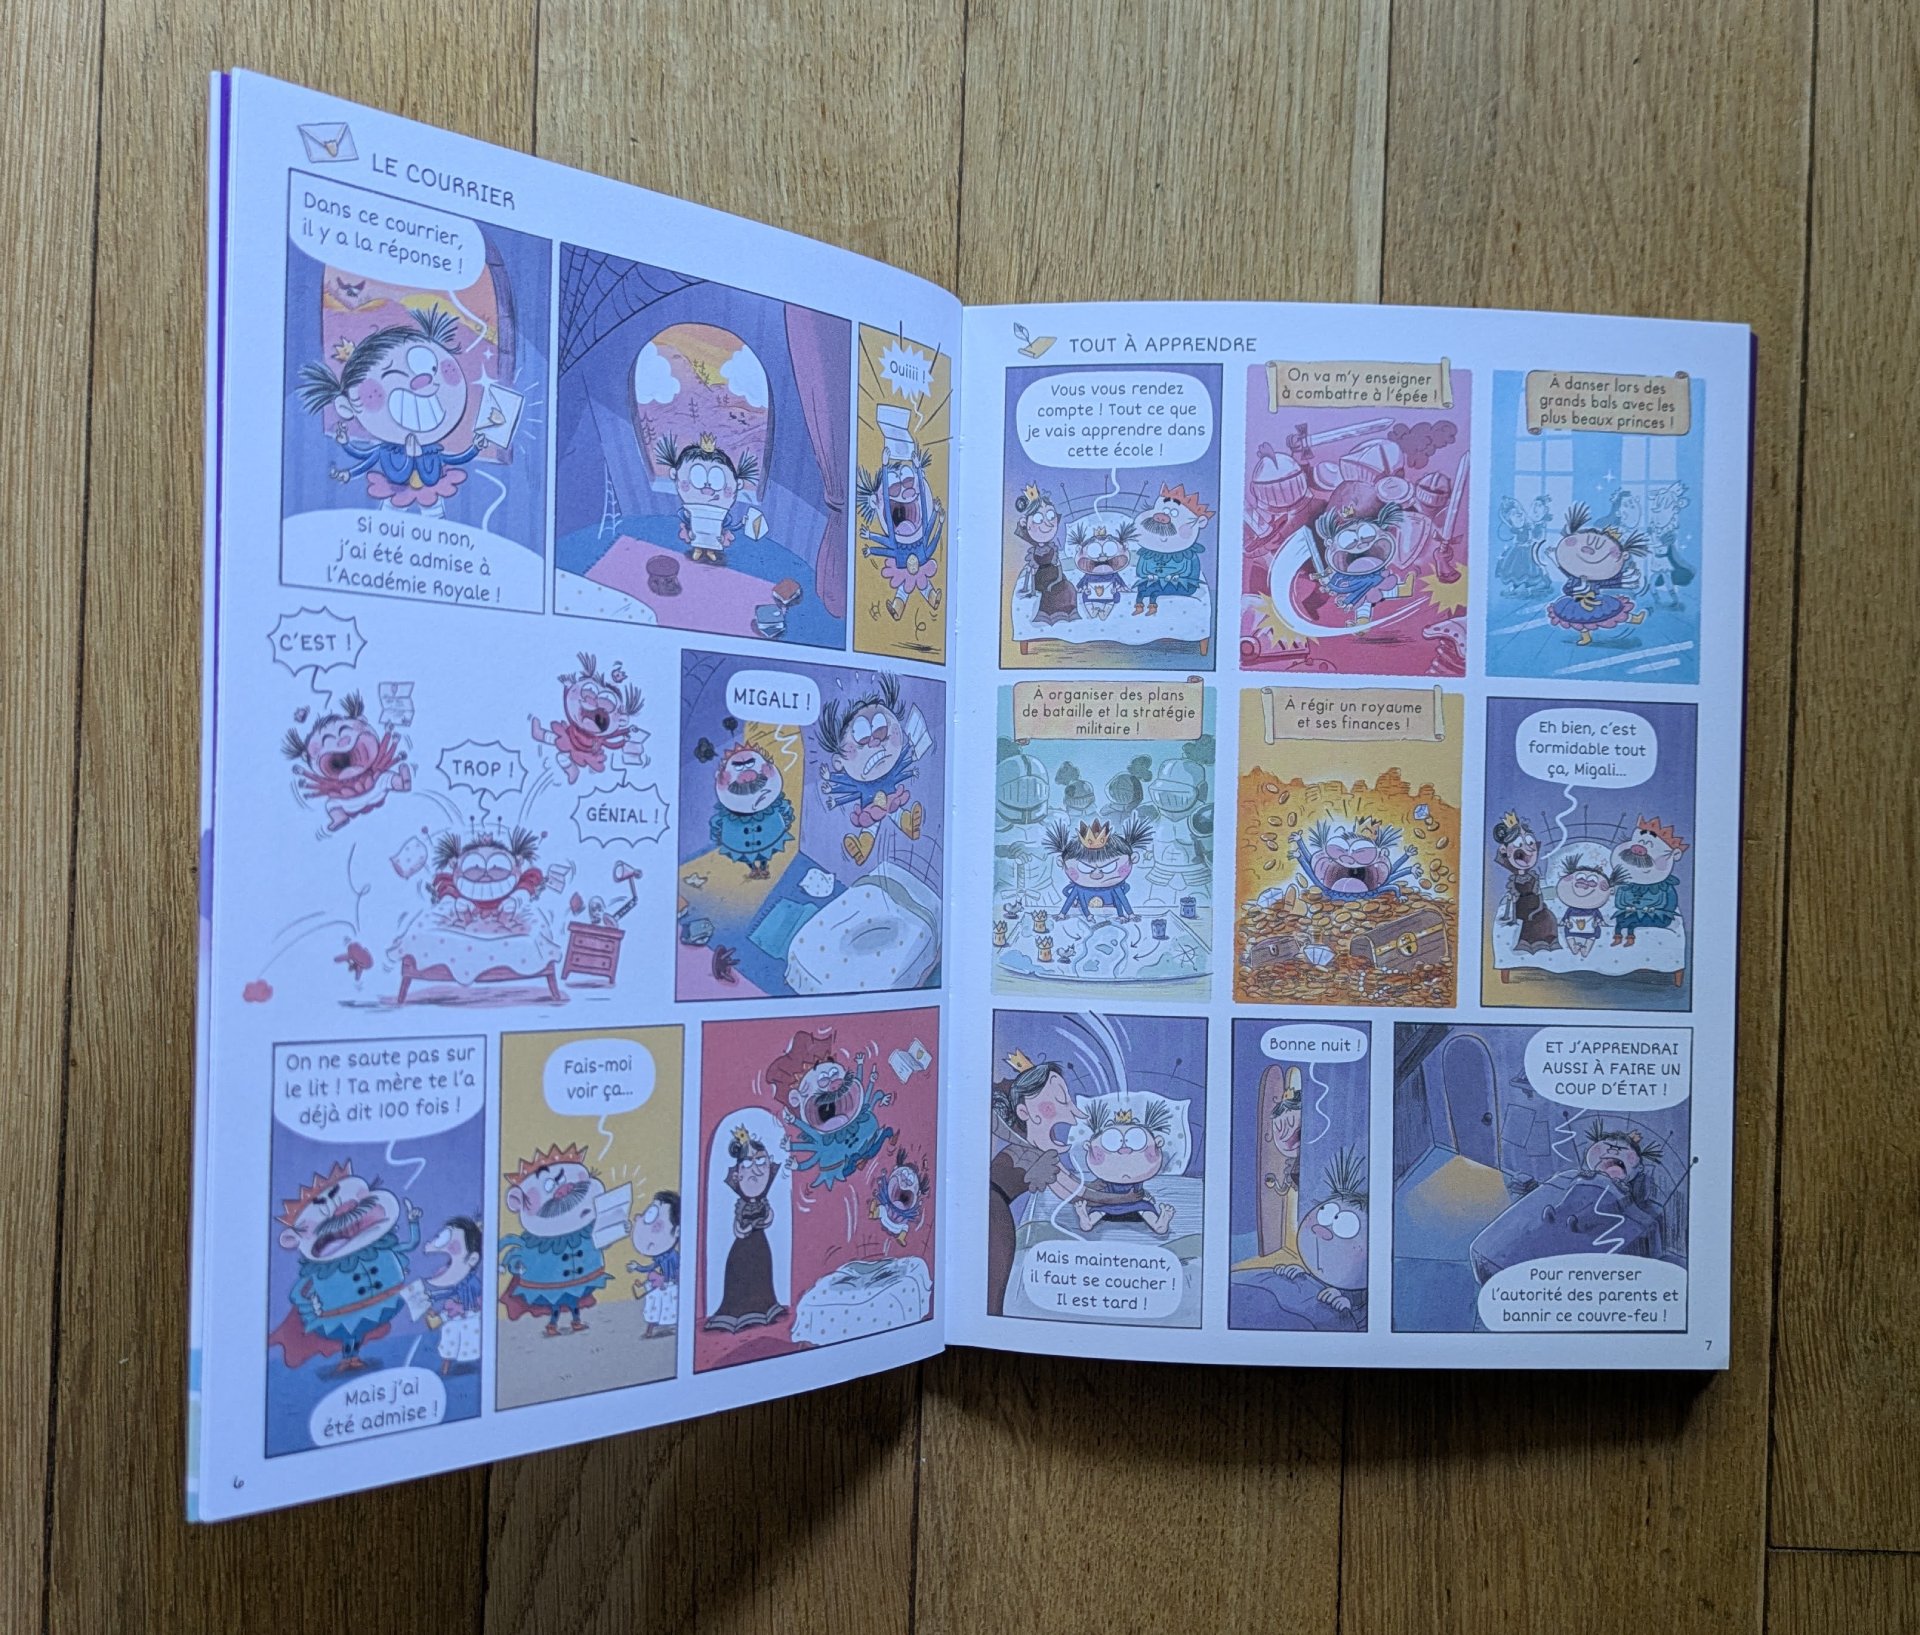 LE COURRIER
Dans ce courrier,
il y a la réponse !
Si oui ou non,
j'ai été admise à
l'Académie Royale !
Ouiiii !
C'EST !
TROP !
GÉNIAL !
MIGALI !
On ne saute pas sur
le lit ! Ta mère te l'a
déjà dit 100 fois !
Mais j'ai
été admise !
Fais-moi
voir ça...
6
TOUT À APPRENDRE
Vous vous rendez
compte ! Tout ce que
je vais apprendre dans
cette école !
On va m'y enseigner
à combattre à l'épée !
À danser lors des
grands bals avec les
plus beaux princes !
À organiser des plans
de bataille et la stratégie
militaire !
À régir un royaume
et ses finances !
Eh bien, c'est
formidable tout
ça, Migali...
Mais maintenant,
il faut se coucher !
Il est tard !
Bonne nuit !
ET J'APPRENDRAI
AUSSI À FAIRE UN
COUP D'ÉTAT !
Pour renverser
l'autorité des parents et
bannir ce couvre-feu !
7